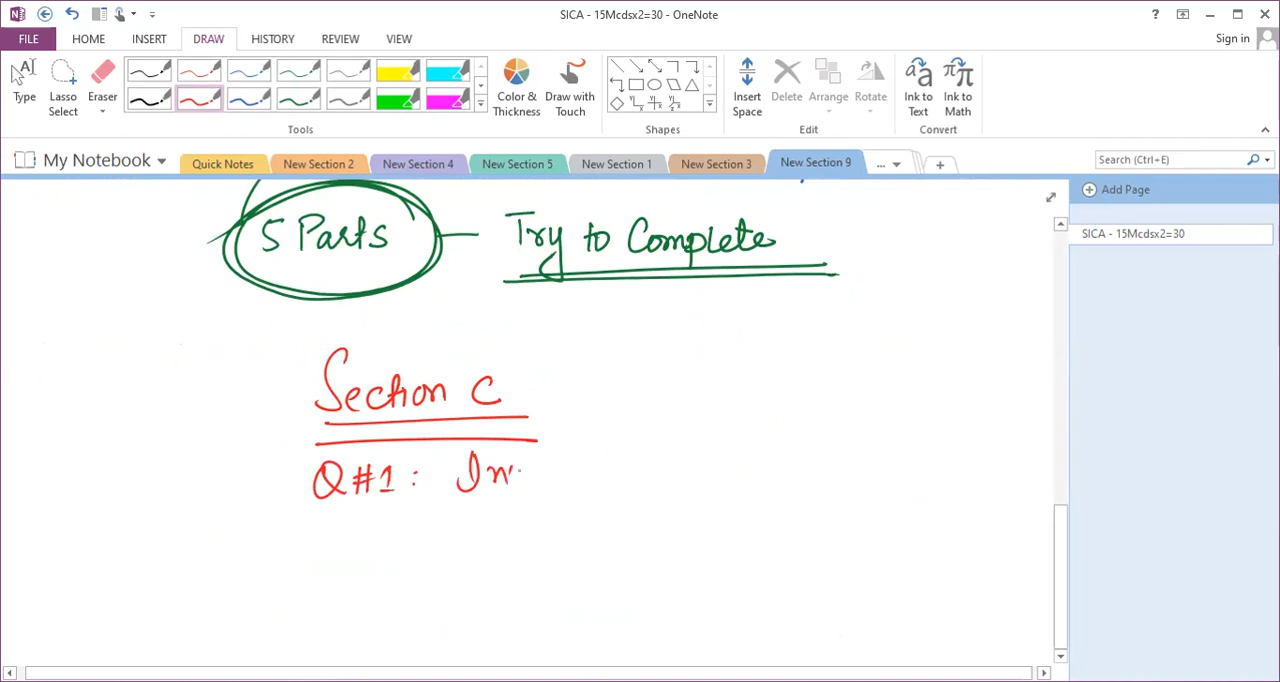 SICA - 15Mcdsx2=30 - OneNote
?
FILE HOME INSERT DRAW HISTORY REVIEW VIEW
Sign in
Type
Lasso Select
Eraser
Color & Thickness
Draw with Touch
Insert Space
Delete
Arrange
Rotate
Ink to Text
Ink to Math
Tools
Shapes
Edit
Convert
My Notebook
Quick Notes New Section 2 New Section 4 New Section 5 New Section 1 New Section 3 New Section 9 ...
Search (Ctrl+E)
Add Page
SICA - 15Mcdsx2=30
5 Parts — Try to Complete
Section C
Q#1: